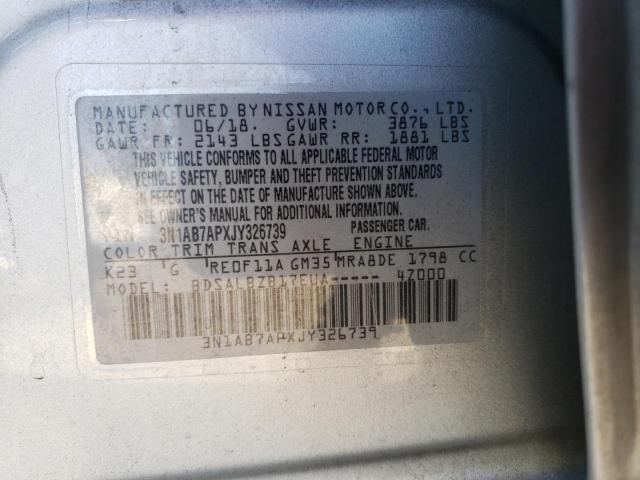 MANUFACTURED BY NISSAN MOTOR CO., LTD.
DATE: 06/18. GVWR: 3876 LBS
GAWR FR: 2143 LBS GAWR RR: 1881 LBS
THIS VEHICLE CONFORMS TO ALL APPLICABLE FEDERAL MOTOR
VEHICLE SAFETY, BUMPER AND THEFT PREVENTION STANDARDS
IN EFFECT ON THE DATE OF MANUFACTURE SHOWN ABOVE.
SEE OWNER'S MANUAL FOR ADDITIONAL INFORMATION.
3N1AB7APXJY326739 PASSENGER CAR.
COLOR TRIM TRANS AXLE ENGINE
K23 G RE0F11A GM35 MRA8DE 1798 CC
MODEL: BDSALBZB17EUA----- 47000
3N1AB7APXJY326739